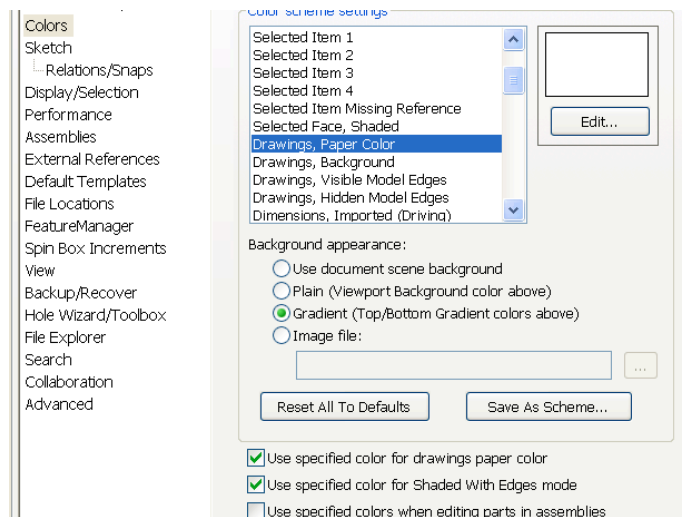 Colors
Sketch
Relations/Snaps
Display/Selection
Performance
Assemblies
External References
Default Templates
File Locations
FeatureManager
Spin Box Increments
View
Backup/Recover
Hole Wizard/Toolbox
File Explorer
Search
Collaboration
Advanced
Color scheme settings
Selected Item 1
Selected Item 2
Selected Item 3
Selected Item 4
Selected Item Missing Reference
Selected Face, Shaded
Drawings, Paper Color
Drawings, Background
Drawings, Visible Model Edges
Drawings, Hidden Model Edges
Dimensions, Imported (Driving)
Edit...
Background appearance:
Use document scene background
Plain (Viewport Background color above)
Gradient (Top/Bottom Gradient colors above)
Image file:
...
Reset All To Defaults
Save As Scheme...
Use specified color for drawings paper color
Use specified color for Shaded With Edges mode
Use specified colors when editing parts in assemblies